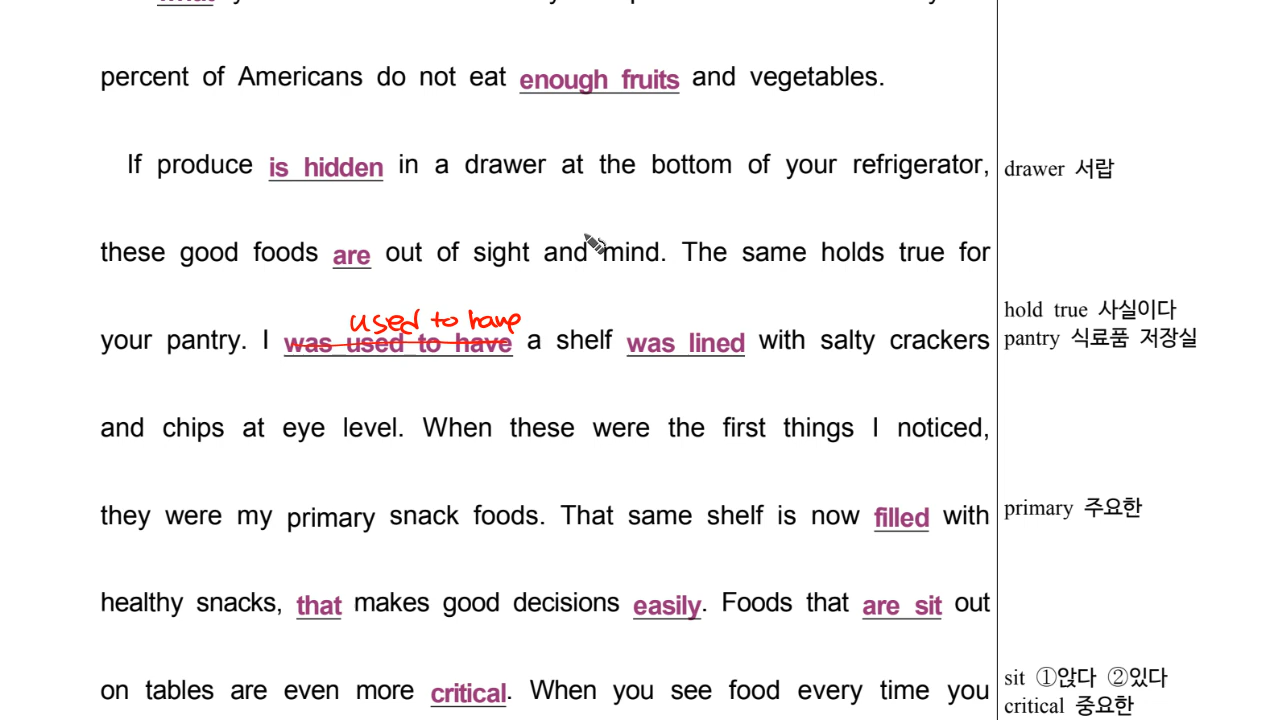 percent of Americans do not eat enough fruits and vegetables.
If produce is hidden in a drawer at the bottom of your refrigerator,
drawer 서랍
these good foods are out of sight and mind. The same holds true for
hold true 사실이다
used to have
your pantry. I was used to have a shelf was lined with salty crackers
pantry 식료품 저장실
and chips at eye level. When these were the first things I noticed,
they were my primary snack foods. That same shelf is now filled with
primary 주요한
healthy snacks, that makes good decisions easily. Foods that are sit out
sit ①앉다 ②있다
on tables are even more critical. When you see food every time you
critical 중요한